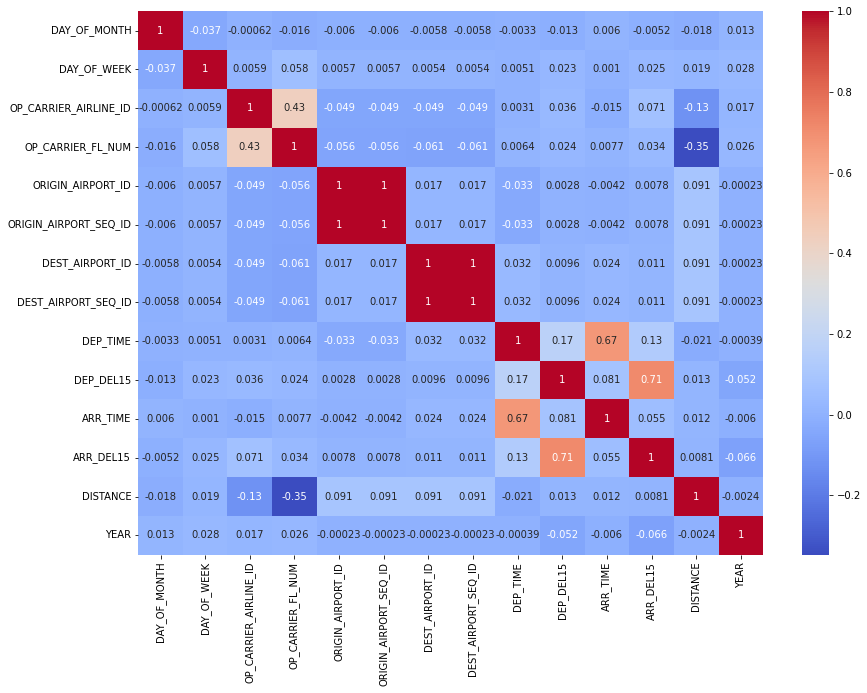 DAY_OF_MONTH 1 -0.037 -0.00062 -0.016 -0.006 -0.006 -0.0058 -0.0058 -0.0033 -0.013 0.006 -0.0052 -0.018 0.013
DAY_OF_WEEK -0.037 1 0.0059 0.058 0.0057 0.0057 0.0054 0.0054 0.0051 0.023 0.001 0.025 0.019 0.028
OP_CARRIER_AIRLINE_ID -0.00062 0.0059 1 0.43 -0.049 -0.049 -0.049 -0.049 0.0031 0.036 -0.015 0.071 -0.13 0.017
OP_CARRIER_FL_NUM -0.016 0.058 0.43 1 -0.056 -0.056 -0.061 -0.061 0.0064 0.024 0.0077 0.034 -0.35 0.026
ORIGIN_AIRPORT_ID -0.006 0.0057 -0.049 -0.056 1 1 0.017 0.017 -0.033 0.0028 -0.0042 0.0078 0.091 -0.00023
ORIGIN_AIRPORT_SEQ_ID -0.006 0.0057 -0.049 -0.056 1 1 0.017 0.017 -0.033 0.0028 -0.0042 0.0078 0.091 -0.00023
DEST_AIRPORT_ID -0.0058 0.0054 -0.049 -0.061 0.017 0.017 1 1 0.032 0.0096 0.024 0.011 0.091 -0.00023
DEST_AIRPORT_SEQ_ID -0.0058 0.0054 -0.049 -0.061 0.017 0.017 1 1 0.032 0.0096 0.024 0.011 0.091 -0.00023
DEP_TIME -0.0033 0.0051 0.0031 0.0064 -0.033 -0.033 0.032 0.032 1 0.17 0.67 0.13 -0.021 -0.00039
DEP_DEL15 -0.013 0.023 0.036 0.024 0.0028 0.0028 0.0096 0.0096 0.17 1 0.081 0.71 0.013 -0.052
ARR_TIME 0.006 0.001 -0.015 0.0077 -0.0042 -0.0042 0.024 0.024 0.67 0.081 1 0.055 0.012 -0.006
ARR_DEL15 -0.0052 0.025 0.071 0.034 0.0078 0.0078 0.011 0.011 0.13 0.71 0.055 1 0.0081 -0.066
DISTANCE -0.018 0.019 -0.13 -0.35 0.091 0.091 0.091 0.091 -0.021 0.013 0.012 0.0081 1 -0.0024
YEAR 0.013 0.028 0.017 0.026 -0.00023 -0.00023 -0.00023 -0.00023 -0.00039 -0.052 -0.006 -0.066 -0.0024 1
DAY_OF_MONTH
DAY_OF_WEEK
OP_CARRIER_AIRLINE_ID
OP_CARRIER_FL_NUM
ORIGIN_AIRPORT_ID
ORIGIN_AIRPORT_SEQ_ID
DEST_AIRPORT_ID
DEST_AIRPORT_SEQ_ID
DEP_TIME
DEP_DEL15
ARR_TIME
ARR_DEL15
DISTANCE
YEAR
1.0
0.8
0.6
0.4
0.2
0.0
−0.2